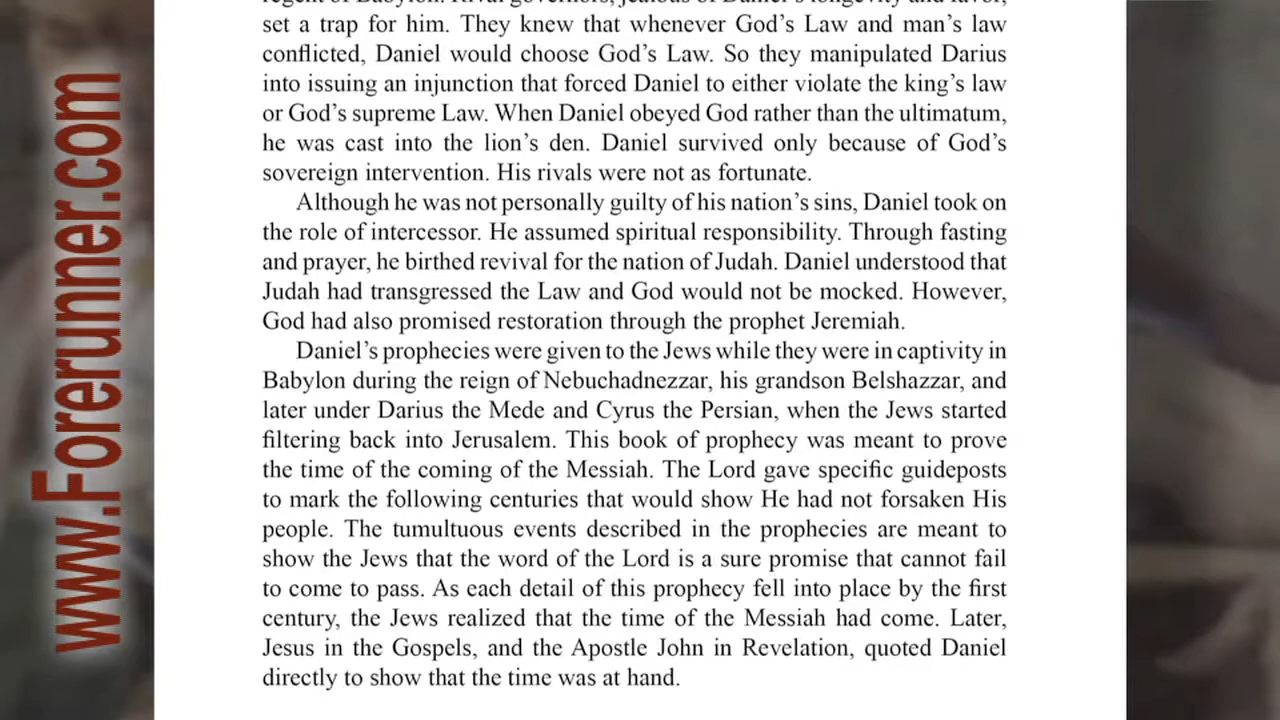 regent of Babylon. Rival governors, jealous of Daniel's longevity and favor,
set a trap for him. They knew that whenever God's Law and man's law
conflicted, Daniel would choose God's Law. So they manipulated Darius
into issuing an injunction that forced Daniel to either violate the king's law
or God's supreme Law. When Daniel obeyed God rather than the ultimatum,
he was cast into the lion's den. Daniel survived only because of God's
sovereign intervention. His rivals were not as fortunate.
Although he was not personally guilty of his nation's sins, Daniel took on
the role of intercessor. He assumed spiritual responsibility. Through fasting
and prayer, he birthed revival for the nation of Judah. Daniel understood that
Judah had transgressed the Law and God would not be mocked. However,
God had also promised restoration through the prophet Jeremiah.
Daniel's prophecies were given to the Jews while they were in captivity in
Babylon during the reign of Nebuchadnezzar, his grandson Belshazzar, and
later under Darius the Mede and Cyrus the Persian, when the Jews started
filtering back into Jerusalem. This book of prophecy was meant to prove
the time of the coming of the Messiah. The Lord gave specific guideposts
to mark the following centuries that would show He had not forsaken His
people. The tumultuous events described in the prophecies are meant to
show the Jews that the word of the Lord is a sure promise that cannot fail
to come to pass. As each detail of this prophecy fell into place by the first
century, the Jews realized that the time of the Messiah had come. Later,
Jesus in the Gospels, and the Apostle John in Revelation, quoted Daniel
directly to show that the time was at hand.
www.Forerunner.com